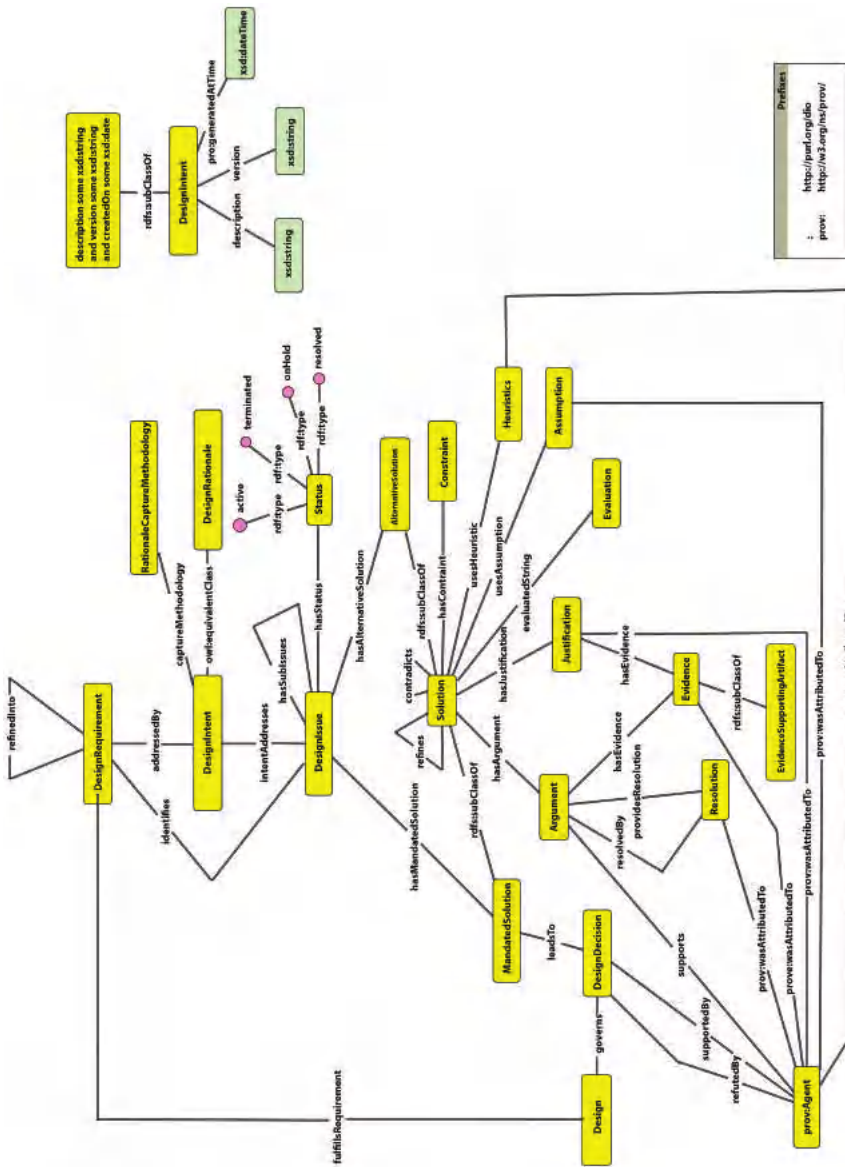 refinedInto
DesignRequirement
addressedBy
identifies
captureMethodology
RationaleCaptureMethodology
DesignIntent
owl:equivalentClass
DesignRationale
intentAddresses
hasSubIssues
DesignIssue
hasStatus
Status
rdf:type
active
rdf:type
terminated
rdf:type
onHold
rdf:type
resolved
hasMandatedSolution
hasAlternativeSolution
AlternativeSolution
rdfs:subClassOf
contradicts
refines
Solution
hasContraint
Constraint
usesHeuristic
Heuristics
usesAssumption
Assumption
evaluatedString
Evaluation
hasJustification
Justification
hasArgument
Argument
rdfs:subClassOf
MandatedSolution
leadsTo
DesignDecision
governs
Design
fulfillsRequirement
hasEvidence
hasEvidence
Evidence
rdfs:subClassOf
EvidenceSupportingArtifact
providesResolution
resolvedBy
Resolution
supports
supportedBy
refutedBy
prov:wasAttributedTo
prove:wasAttributedTo
prov:wasAttributedTo
prov:wasAttributedTo
prov:Agent
description some xsd:string
and version some xsd:string
and createdOn some xsd:date
rdfs:subClassOf
DesignIntent
pro:generatedAtTime
xsd:dateTime
version
xsd:string
description
xsd:string
Prefixes
: http://purl.org/dio
prov: http://w3.org/ns/prov/